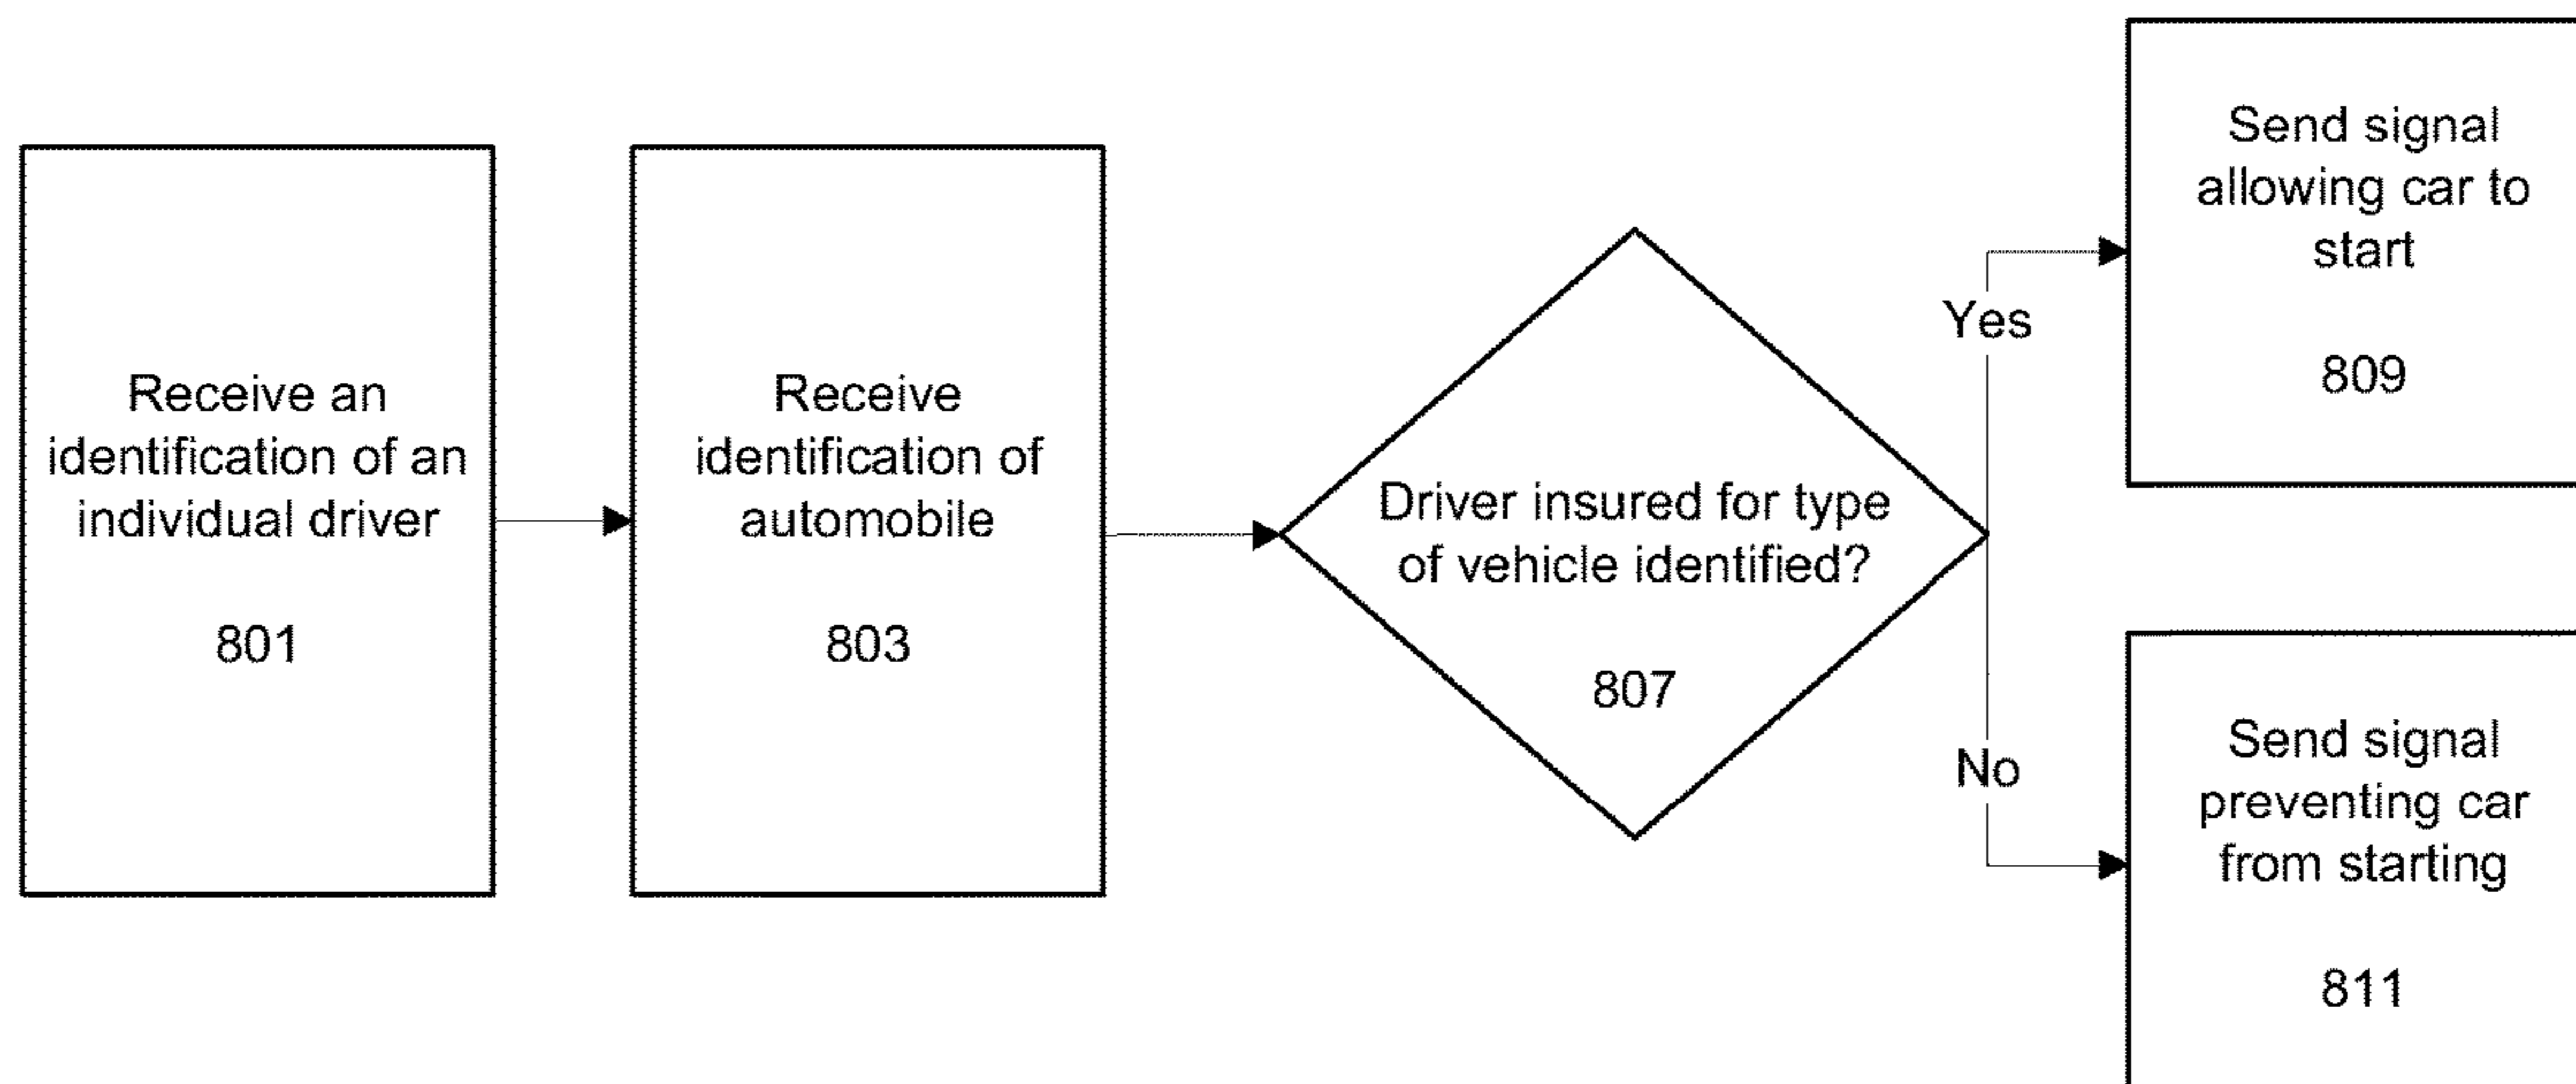 Receive an
identification of an
individual driver
801
Receive
identification of
automobile
803
Driver insured for type
of vehicle identified?
807
Yes
Send signal
allowing car to
start
809
No
Send signal
preventing car
from starting
811